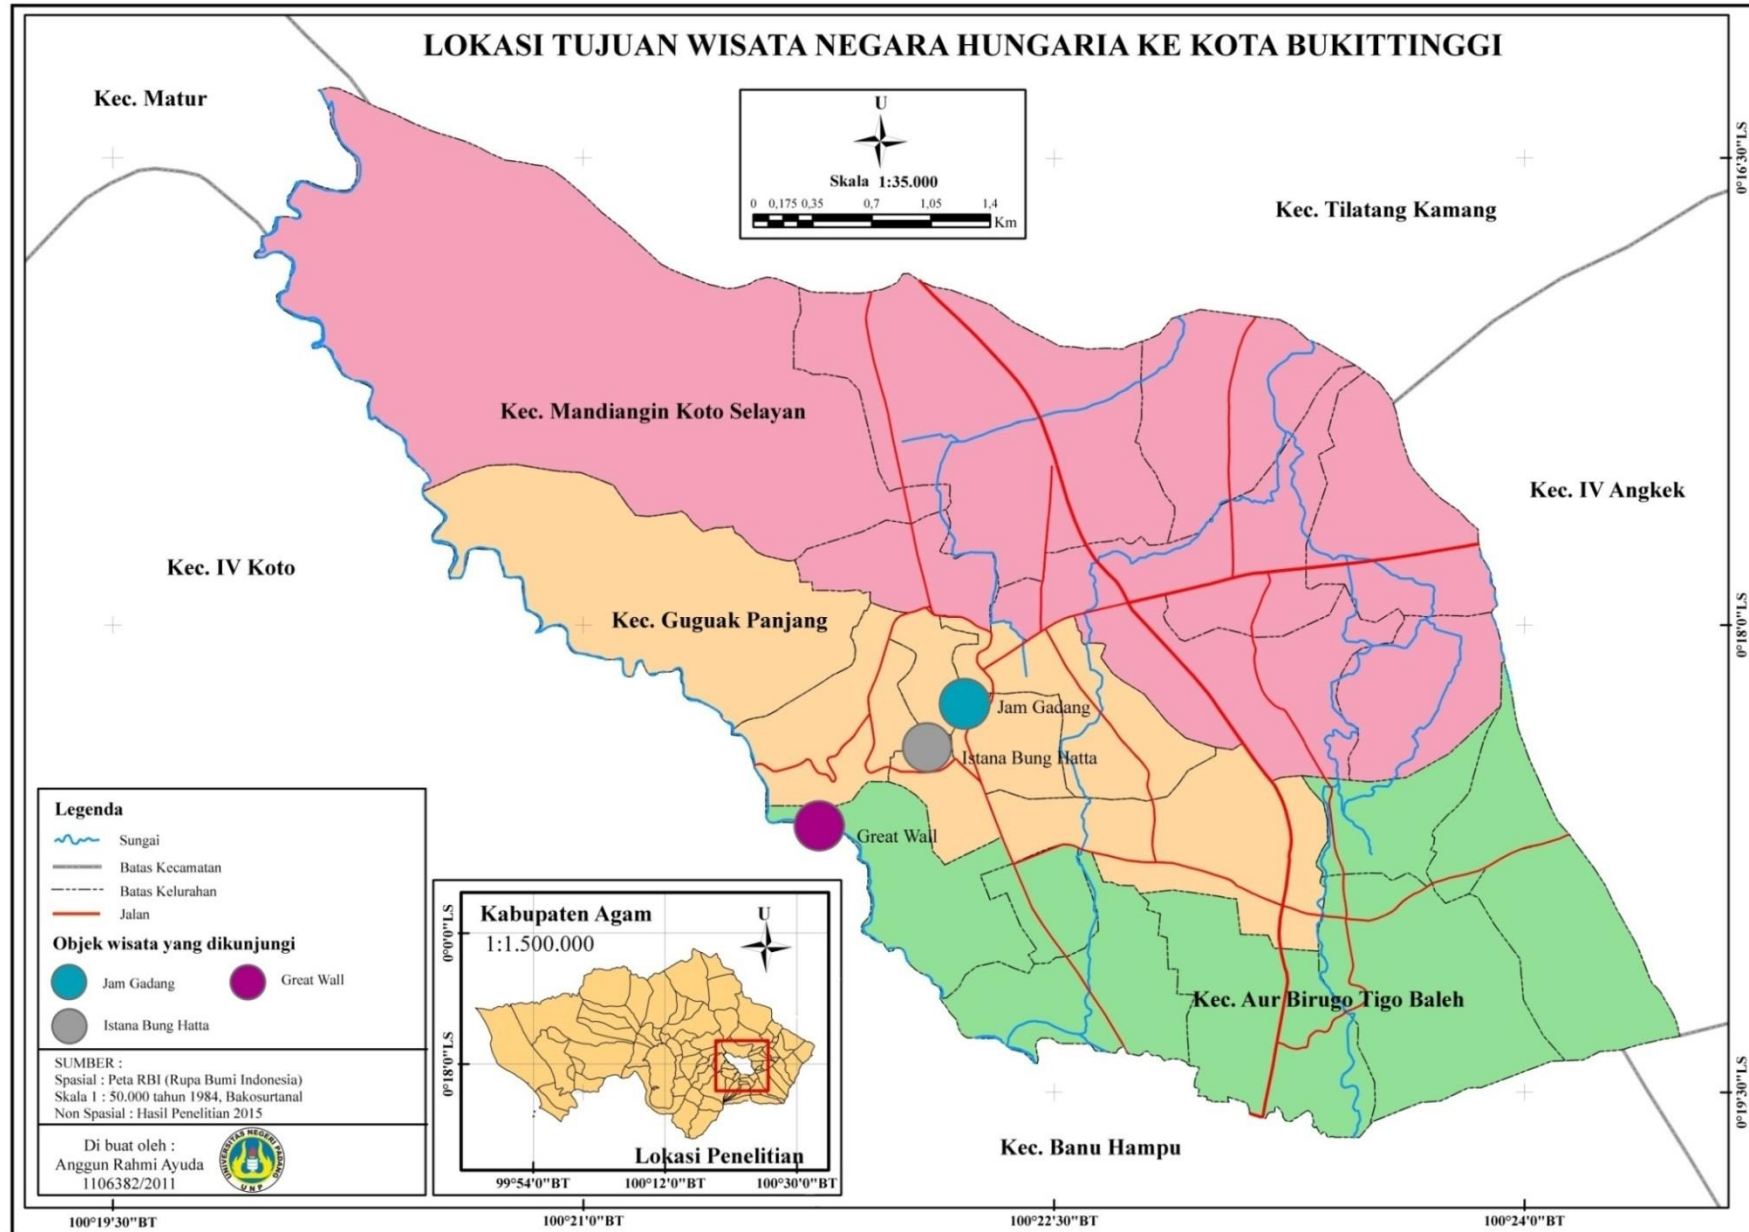 LOKASI TUJUAN WISATA NEGARA HUNGARIA KE KOTA BUKITTINGGI
Kec. Matur
U
Skala 1:35.000
0 0,175 0,35 0,7 1,05 1,4
Km
Kec. Tilatang Kamang
0°16'30"LS
Kec. Mandiangin Koto Selayan
Kec. IV Angkek
Kec. IV Koto
Kec. Guguak Panjang
0°18'0"LS
Jam Gadang
Istana Bung Hatta
Great Wall
Kec. Aur Birugo Tigo Baleh
0°19'30"LS
Kec. Banu Hampu
Legenda
Sungai
Batas Kecamatan
Batas Kelurahan
Jalan
Objek wisata yang dikunjungi
Jam Gadang
Great Wall
Istana Bung Hatta
SUMBER :
Spasial : Peta RBI (Rupa Bumi Indonesia)
Skala 1 : 50.000 tahun 1984, Bakosurtanal
Non Spasial : Hasil Penelitian 2015
Di buat oleh :
Anggun Rahmi Ayuda
1106382/2011
UNIVERSITAS NEGERI PADANG
UNP
Kabupaten Agam
1:1.500.000
U
0°0'0"LS
0°18'0"LS
Lokasi Penelitian
99°54'0"BT 100°12'0"BT 100°30'0"BT
100°19'30"BT 100°21'0"BT 100°22'30"BT 100°24'0"BT